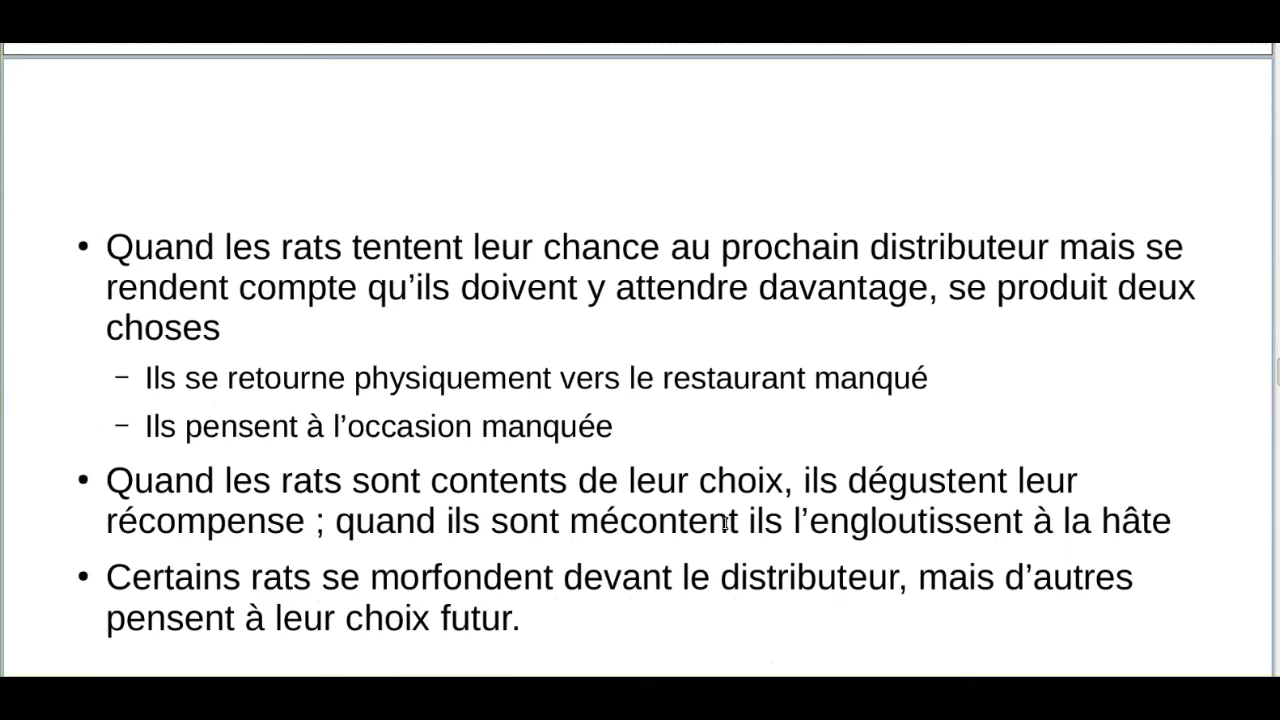 • Quand les rats tentent leur chance au prochain distributeur mais se
rendent compte qu’ils doivent y attendre davantage, se produit deux
choses
– Ils se retourne physiquement vers le restaurant manqué
– Ils pensent à l’occasion manquée
• Quand les rats sont contents de leur choix, ils dégustent leur
récompense ; quand ils sont mécontent ils l’engloutissent à la hâte
• Certains rats se morfondent devant le distributeur, mais d’autres
pensent à leur choix futur.